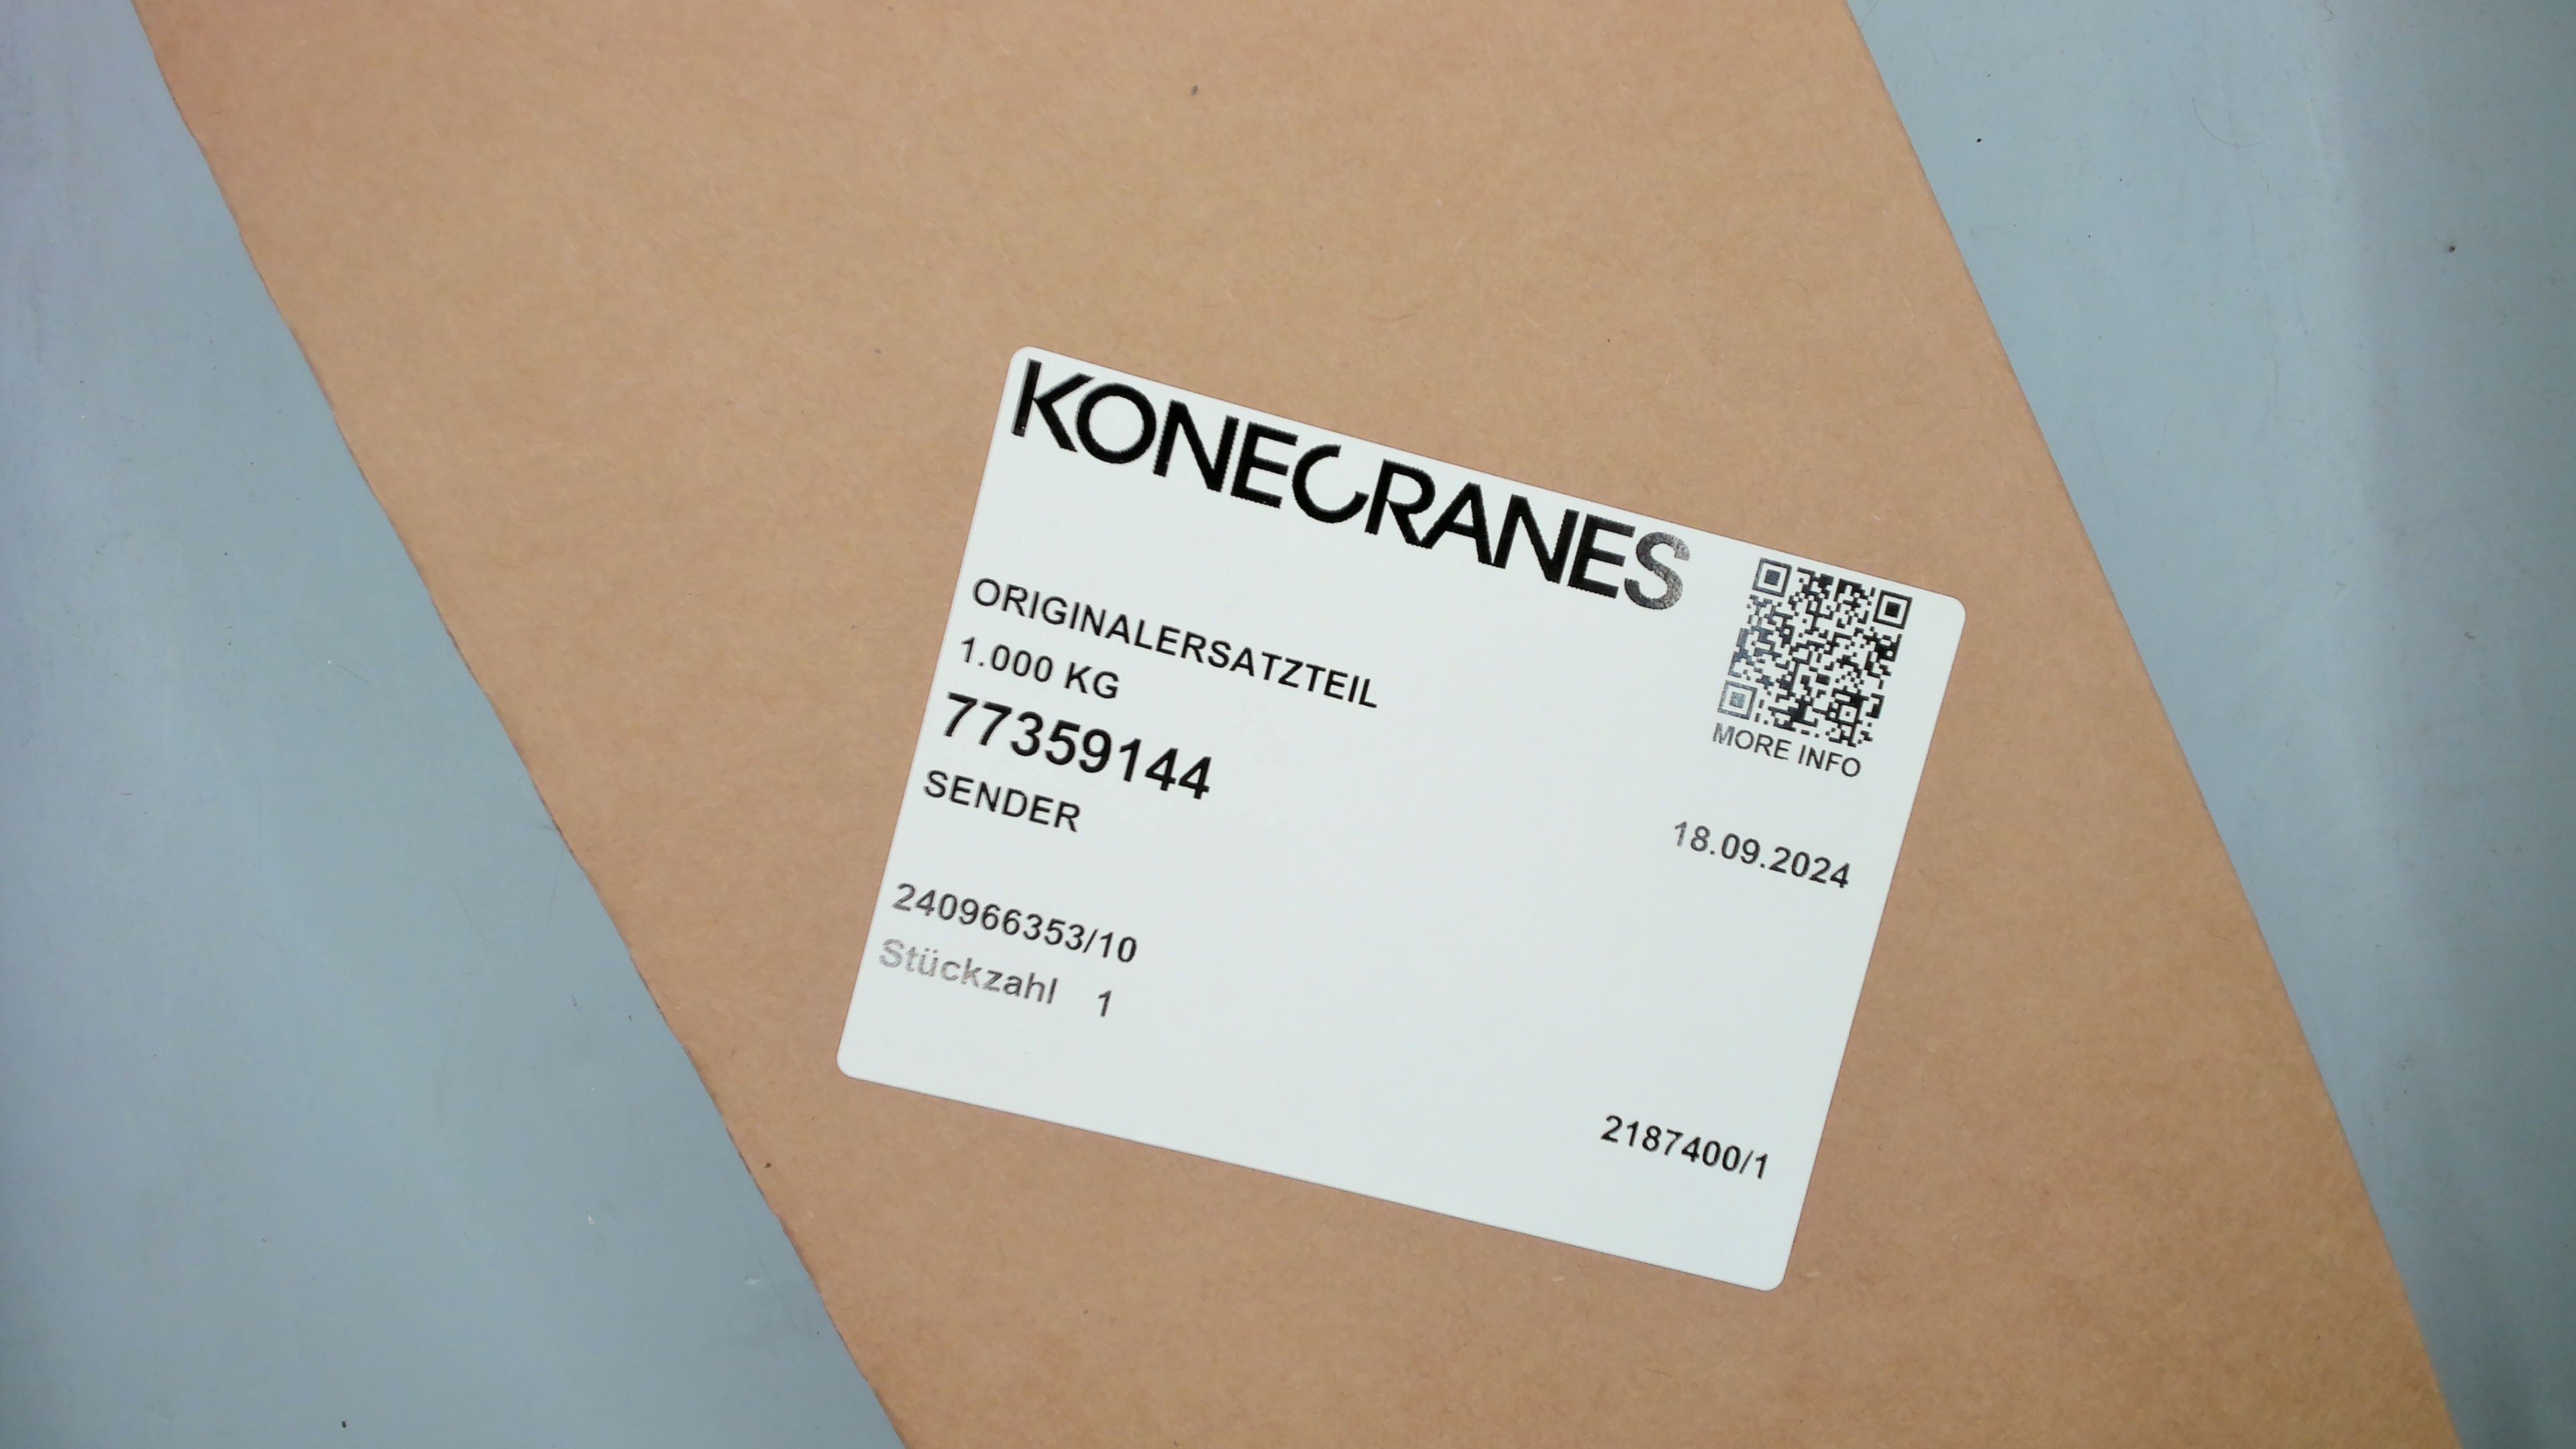 KONECRANES
MORE INFO
ORIGINALERSATZTEIL
1.000 KG
77359144
SENDER
18.09.2024
240966353/10
Stückzahl 1
2187400/1